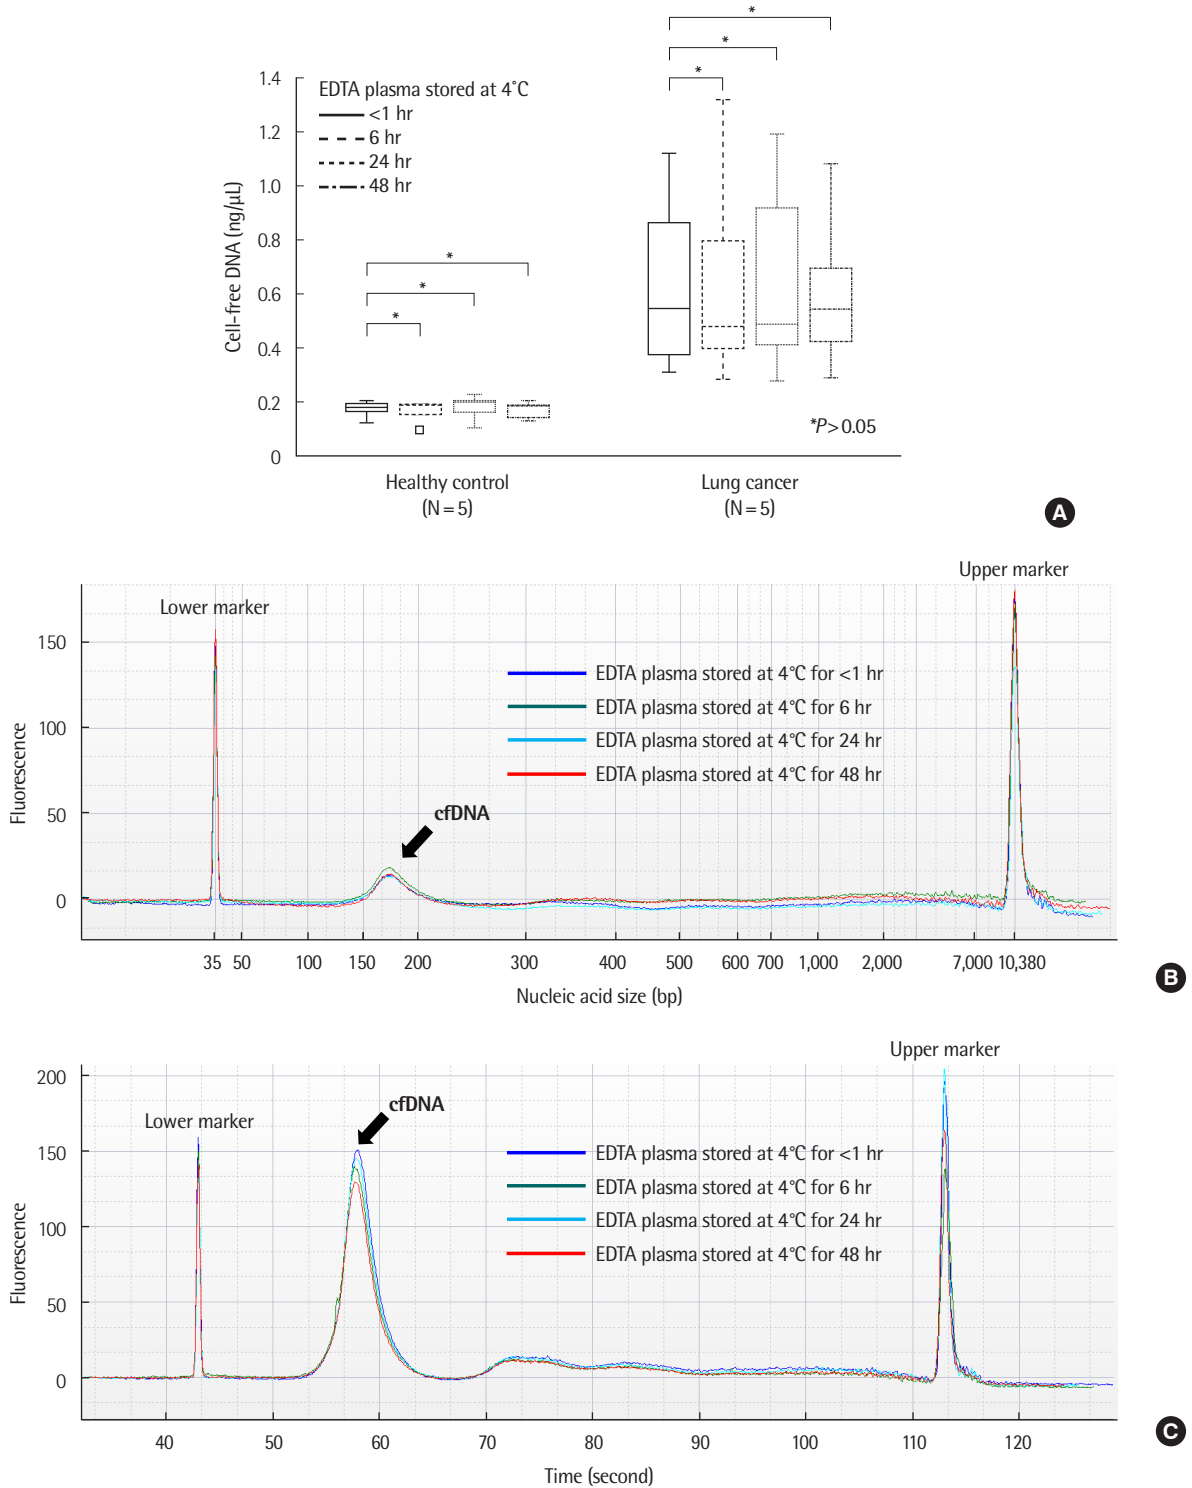 *
*
*
1.4
1.2
1.0
0.8
0.6
0.4
0.2
0
Cell-free DNA (ng/μL)
EDTA plasma stored at 4˚C
<1 hr
6 hr
24 hr
48 hr
*
*
*
*P>0.05
Healthy control
(N=5)
Lung cancer
(N=5)
A
Upper marker
Lower marker
150
100
50
0
Fluorescence
EDTA plasma stored at 4°C for <1 hr
EDTA plasma stored at 4°C for 6 hr
EDTA plasma stored at 4°C for 24 hr
EDTA plasma stored at 4°C for 48 hr
cfDNA
35 50 100 150 200 300 400 500 600 700 1,000 2,000 7,000 10,380
Nucleic acid size (bp)
B
Upper marker
200
150
100
50
0
Fluorescence
Lower marker
cfDNA
EDTA plasma stored at 4°C for <1 hr
EDTA plasma stored at 4°C for 6 hr
EDTA plasma stored at 4°C for 24 hr
EDTA plasma stored at 4°C for 48 hr
40 50 60 70 80 90 100 110 120
Time (second)
C